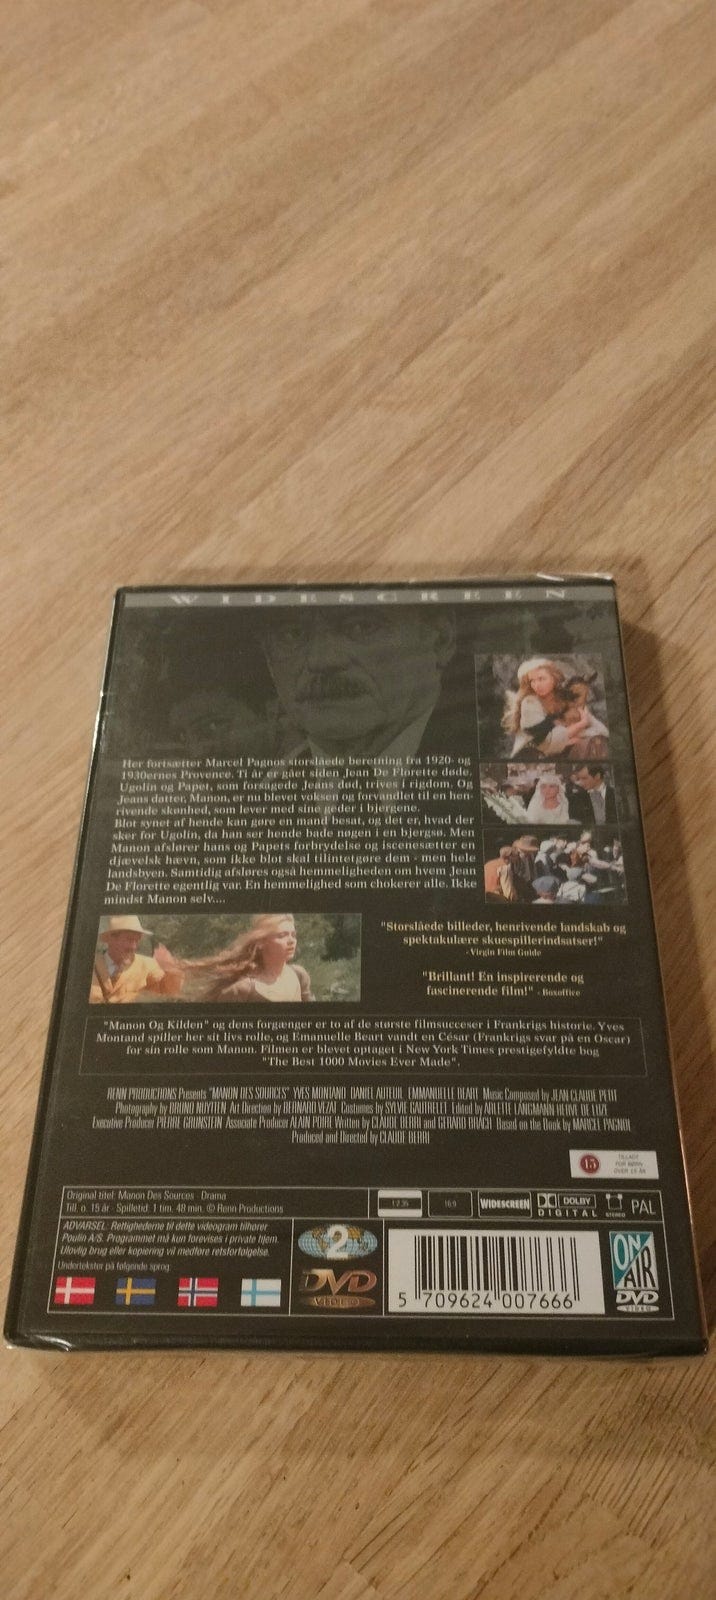 WIDESCREEN
Her fortsætter Marcel Pagnos storslåede beretning fra 1920- og
1930ernes Provence. Ti år er gået siden Jean De Florette døde.
Ugolin og Papet, som forsagede Jeans død, trives i rigdom. Og
Jeans datter, Manon, er nu blevet voksen og forvandlet til en hen-
rivende skønhed, som lever med sine geder i bjergene.
Blot synet af hende kan gøre en mand besat, og det er, hvad der
sker for Ugolin, da han ser hende bade nøgen i en bjergsø. Men
Manon afslører hans og Papets forbrydelse og iscenesætter en
djævelsk hævn, som ikke blot skal tilintetgøre dem - men hele
landsbyen. Samtidig afsløres også hemmeligheden om hvem Jean
De Florette egentlig var. En hemmelighed som chokerer alle. Ikke
mindst Manon selv....
"Storslåede billeder, henrivende landskab og
spektakulære skuespillerindsatser!"
- Virgin Film Guide
"Brillant! En inspirerende og
fascinerende film!" - Boxoffice
"Manon Og Kilden" og dens forgænger er to af de største filmsucceser i Frankrigs historie. Yves
Montand spiller her sit livs rolle, og Emanuelle Beart vandt en César (Frankrigs svar på en Oscar)
for sin rolle som Manon. Filmen er blevet optaget i New York Times prestigefyldte bog
"The Best 1000 Movies Ever Made".
RENN PRODUCTIONS Presents "MANON DES SOURCES" YVES MONTAND DANIEL AUTEUIL EMMANUELLE BEART Music Composed by JEAN CLAUDE PETIT
Photography by BRUNO NUYTTEN Art Direction by BERNARD VEZAT Costumes by SYLVIE GAUTRELET Edited by ARLETTE LANGMANN HERVE DE LUZE
Executive Producer PIERRE GRUNSTEIN Associate Producer ALAIN POIRE Written by CLAUDE BERRI and GERARD BRACH Based on the Book by MARCEL PAGNOL
Produced and Directed by CLAUDE BERRI
15
TILLADT
FOR BØRN
OVER 15 ÅR
Original titel: Manon Des Sources · Drama
Till. o. 15 år · Spilletid: 1 tim. 48 min. © Renn Productions
1:2.35
16:9
WIDESCREEN
DOLBY
DIGITAL
STEREO
PAL
ADVARSEL. Rettighederne til dette videogram tilhører
Poulin A/S. Programmet må kun forevises i private hjem.
Ulovlig brug eller kopiering vil medføre retsforfølgelse.
Undertekster på følgende sprog:
2
DVD
VIDEO
5 709624 007666
ON
AIR
DVD
VIDEO